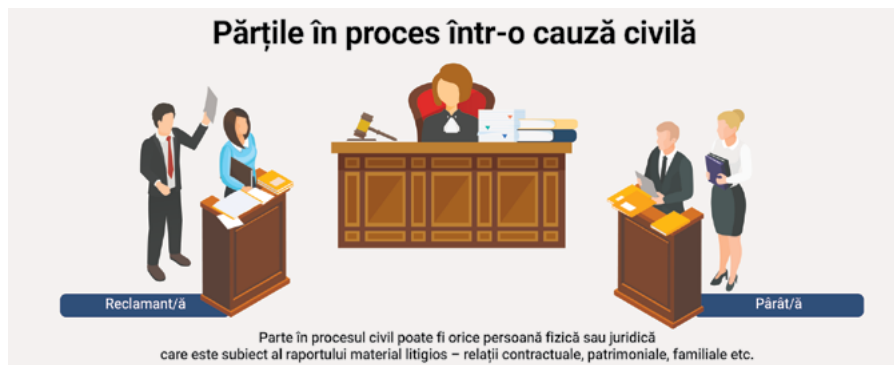 Părțile în proces într-o cauză civilă
Reclamant/ă
Pârât/ă
Parte în procesul civil poate fi orice persoană fizică sau juridică
care este subiect al raportului material litigios – relații contractuale, patrimoniale, familiale etc.